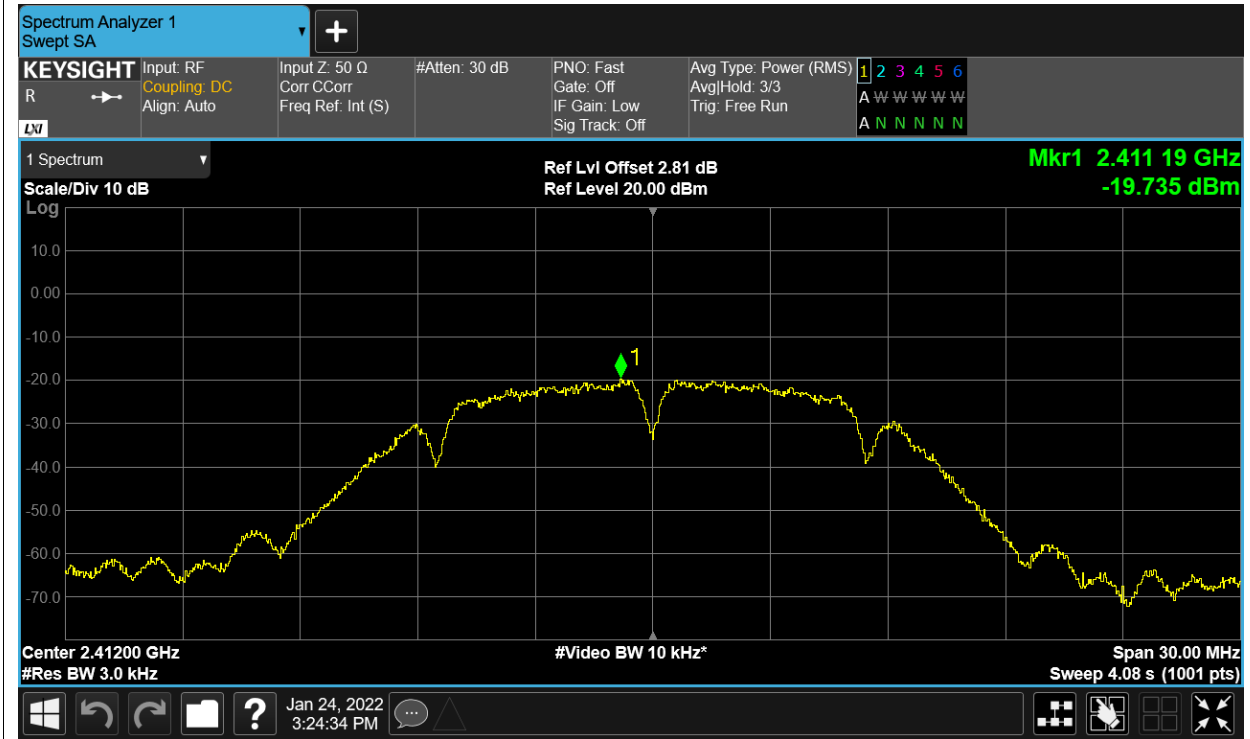 Spectrum Analyzer 1
Swept SA
KEYSIGHT
R
LXI
Input: RF
Coupling: DC
Align: Auto
Input Z: 50 Ω
Corr CCorr
Freq Ref: Int (S)
#Atten: 30 dB
PNO: Fast
Gate: Off
IF Gain: Low
Sig Track: Off
Avg Type: Power (RMS)
Avg|Hold: 3/3
Trig: Free Run
1 2 3 4 5 6
A W W W W W
A N N N N N
1 Spectrum
Scale/Div 10 dB
Log
Ref Lvl Offset 2.81 dB
Ref Level 20.00 dBm
Mkr1 2.411 19 GHz
-19.735 dBm
10.0
0.00
-10.0
1
-20.0
-30.0
-40.0
-50.0
-60.0
-70.0
Center 2.41200 GHz
#Video BW 10 kHz*
Span 30.00 MHz
#Res BW 3.0 kHz
Sweep 4.08 s (1001 pts)
?
Jan 24, 2022
3:24:34 PM